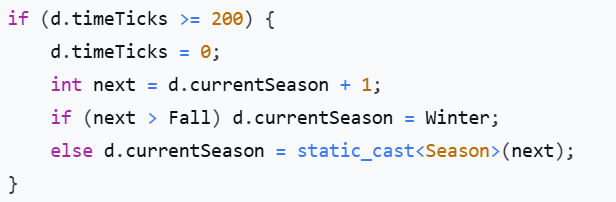 if (d.timeTicks >= 200) {
    d.timeTicks = 0;
    int next = d.currentSeason + 1;
    if (next > Fall) d.currentSeason = Winter;
    else d.currentSeason = static_cast<Season>(next);
}